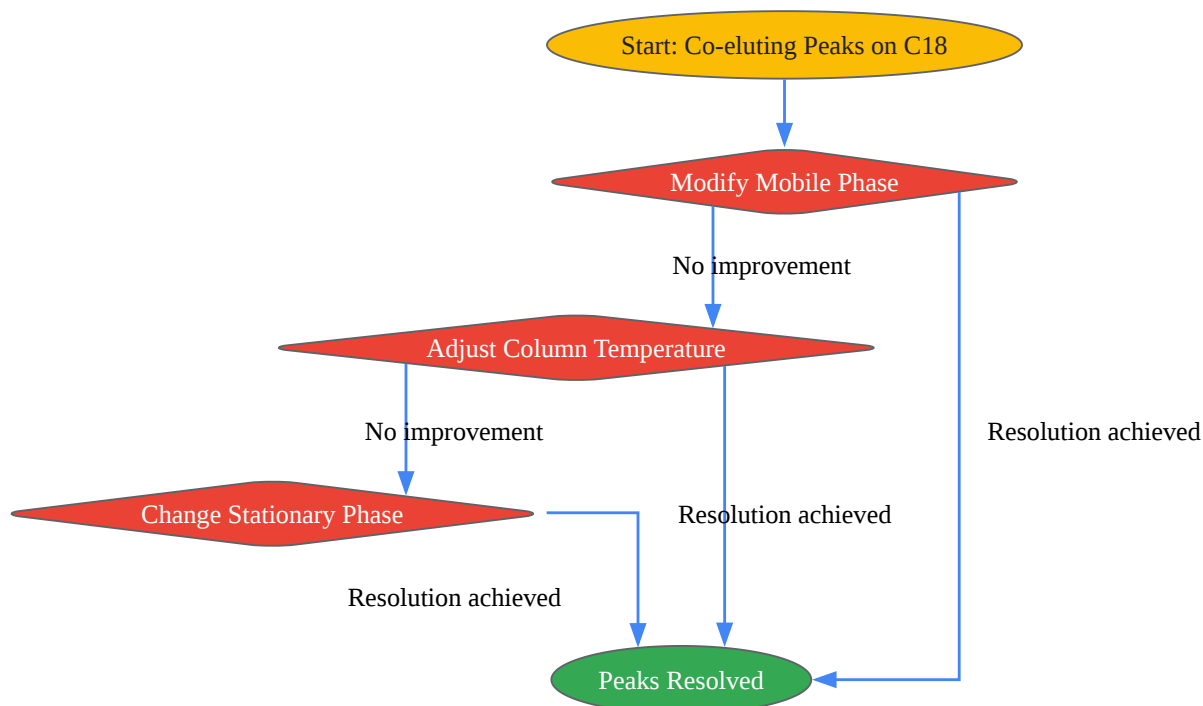 Start: Co-eluting Peaks on C18
Modify Mobile Phase
No improvement
Adjust Column Temperature
No improvement
Resolution achieved
Change Stationary Phase
Resolution achieved
Resolution achieved
Peaks Resolved